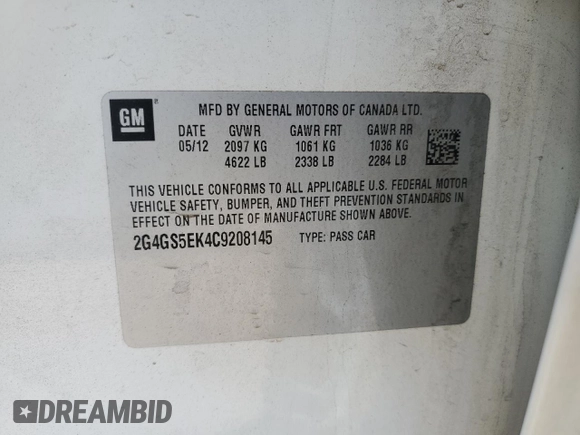 GM ® MFD BY GENERAL MOTORS OF CANADA LTD.
DATE GVWR GAWR FRT GAWR RR
05/12 2097 KG 1061 KG 1036 KG
4622 LB 2338 LB 2284 LB
THIS VEHICLE CONFORMS TO ALL APPLICABLE U.S. FEDERAL MOTOR
VEHICLE SAFETY, BUMPER, AND THEFT PREVENTION STANDARDS IN
EFFECT ON THE DATE OF MANUFACTURE SHOWN ABOVE.
2G4GS5EK4C9208145 TYPE: PASS CAR
DREAMBID